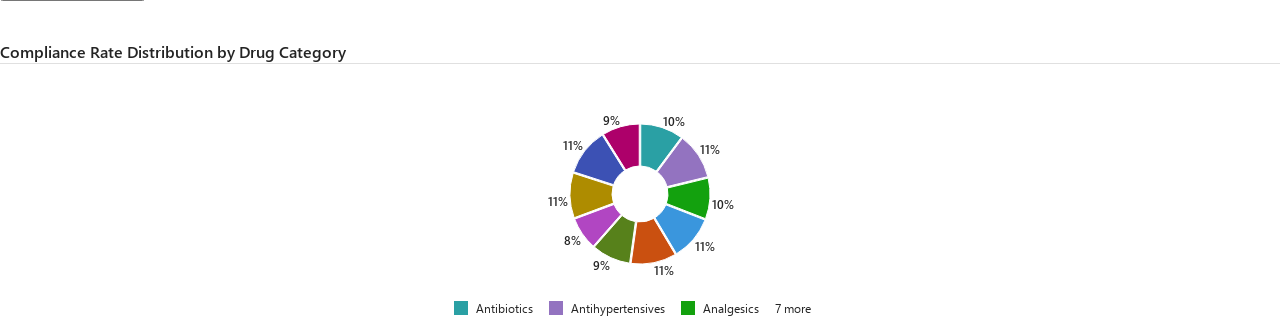 Compliance Rate Distribution by Drug Category
9%
10%
11%
11%
11%
10%
8%
11%
9%
11%
Antibiotics
Antihypertensives
Analgesics
7 more